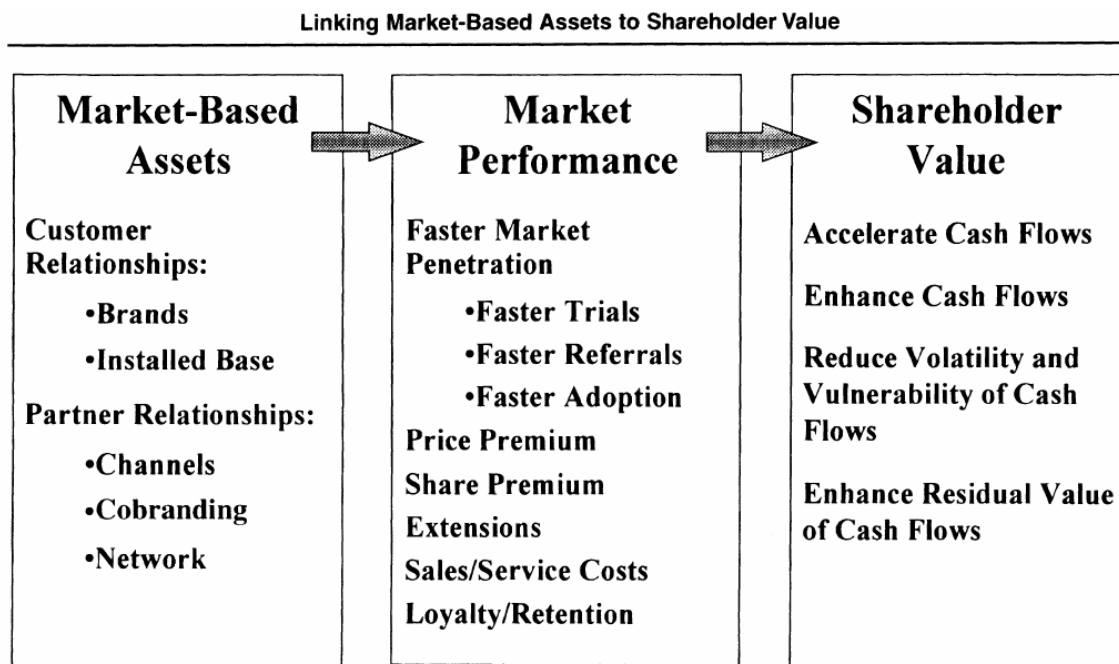 Linking Market-Based Assets to Shareholder Value
Market-Based
Assets
Customer
Relationships:
•Brands
•Installed Base
Partner Relationships:
•Channels
•Cobranding
•Network
Market
Performance
Faster Market
Penetration
•Faster Trials
•Faster Referrals
•Faster Adoption
Price Premium
Share Premium
Extensions
Sales/Service Costs
Loyalty/Retention
Shareholder
Value
Accelerate Cash Flows
Enhance Cash Flows
Reduce Volatility and
Vulnerability of Cash
Flows
Enhance Residual Value
of Cash Flows